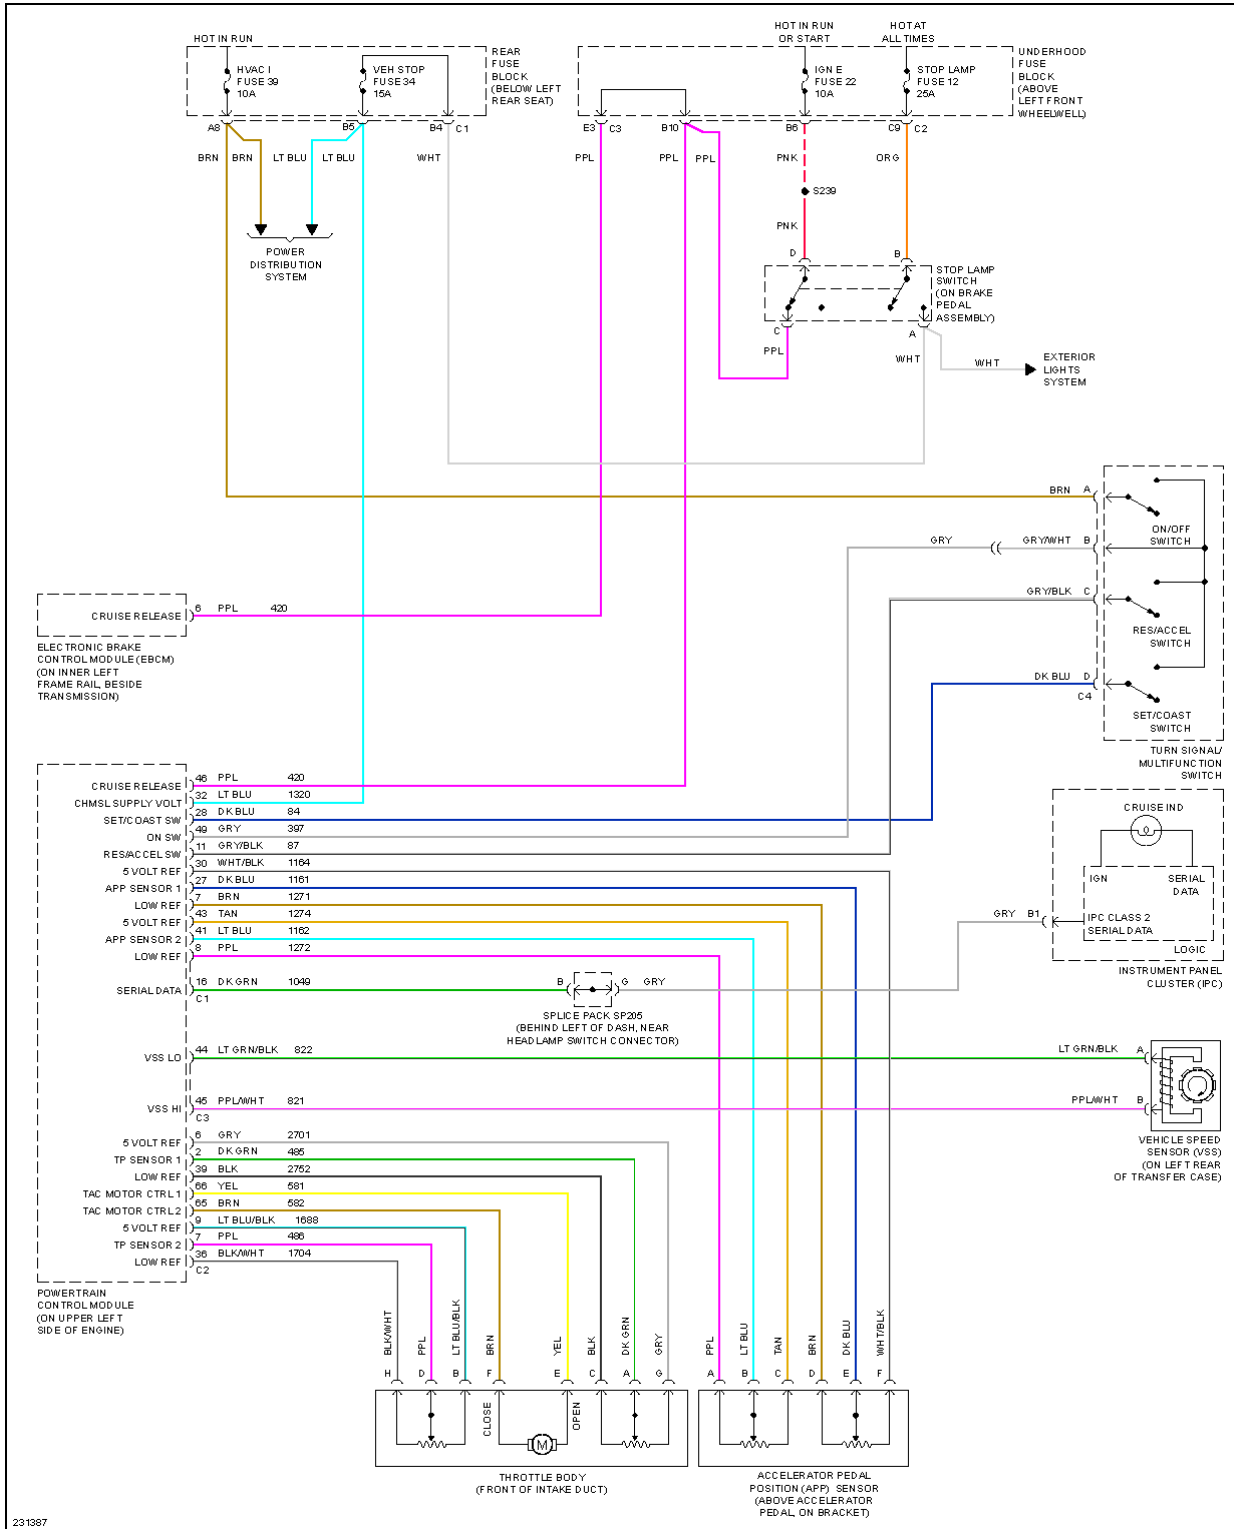 HOT IN RUN
HVAC I
FUSE 39
10A
VEH STOP
FUSE 34
15A
REAR
FUSE
BLOCK
(BELOW LEFT
REAR SEAT)
A8
B5
B4
C1
BRN
BRN
LT BLU
LT BLU
WHT
POWER
DISTRIBUTION
SYSTEM
HOT IN RUN
OR START
HOT AT
ALL TIMES
IGN E
FUSE 22
10A
STOP LAMP
FUSE 12
25A
UNDERHOOD
FUSE
BLOCK
(ABOVE
LEFT FRONT
WHEELWELL)
E3
C3
B10
B6
C9
C2
PPL
PPL
PPL
PNK
ORG
S239
PNK
D
B
STOP LAMP
SWITCH
(ON BRAKE
PEDAL
ASSEMBLY)
C
A
PPL
WHT
WHT
EXTERIOR
LIGHTS
SYSTEM
BRN A
ON/OFF
SWITCH
GRY
GRY/WHT B
GRY/BLK C
RES/ACCEL
SWITCH
DK BLU D
C4
SET/COAST
SWITCH
TURN SIGNAL/
MULTIFUNCTION
SWITCH
CRUISE RELEASE
6 PPL 420
ELECTRONIC BRAKE
CONTROL MODULE (EBCM)
(ON INNER LEFT
FRAME RAIL, BESIDE
TRANSMISSION)
CRUISE RELEASE 46 PPL 420
CHMSL SUPPLY VOLT 32 LT BLU 1320
SET/COAST SW 28 DK BLU 84
ON SW 49 GRY 397
RES/ACCEL SW 11 GRY/BLK 87
5 VOLT REF 30 WHT/BLK 1164
APP SENSOR 1 27 DK BLU 1161
LOW REF 7 BRN 1271
5 VOLT REF 43 TAN 1274
APP SENSOR 2 41 LT BLU 1162
LOW REF 8 PPL 1272
SERIAL DATA 16 DK GRN 1049
C1
B
G GRY
SPLICE PACK SP205
(BEHIND LEFT OF DASH, NEAR
HEADLAMP SWITCH CONNECTOR)
CRUISE IND
IGN
SERIAL
DATA
GRY B1
IPC CLASS 2
SERIAL DATA
LOGIC
INSTRUMENT PANEL
CLUSTER (IPC)
VSS LO 44 LT GRN/BLK 822
LT GRN/BLK A
VSS HI 45 PPL/WHT 821
C3
PPL/WHT B
VEHICLE SPEED
SENSOR (VSS)
(ON LEFT REAR
OF TRANSFER CASE)
5 VOLT REF 6 GRY 2701
TP SENSOR 1 2 DK GRN 485
LOW REF 39 BLK 2752
TAC MOTOR CTRL 1 66 YEL 581
TAC MOTOR CTRL 2 65 BRN 582
5 VOLT REF 9 LT BLU/BLK 1688
TP SENSOR 2 7 PPL 486
LOW REF 36 BLK/WHT 1704
C2
POWERTRAIN
CONTROL MODULE
(ON UPPER LEFT
SIDE OF ENGINE)
BLK/WHT
PPL
LT BLU/BLK
BRN
YEL
BLK
DK GRN
GRY
PPL
LT BLU
TAN
BRN
DK BLU
WHT/BLK
H
D
B
F
E
C
A
G
A
B
C
D
E
F
CLOSE
M
OPEN
THROTTLE BODY
(FRONT OF INTAKE DUCT)
ACCELERATOR PEDAL
POSITION (APP) SENSOR
(ABOVE ACCELERATOR
PEDAL, ON BRACKET)
231387